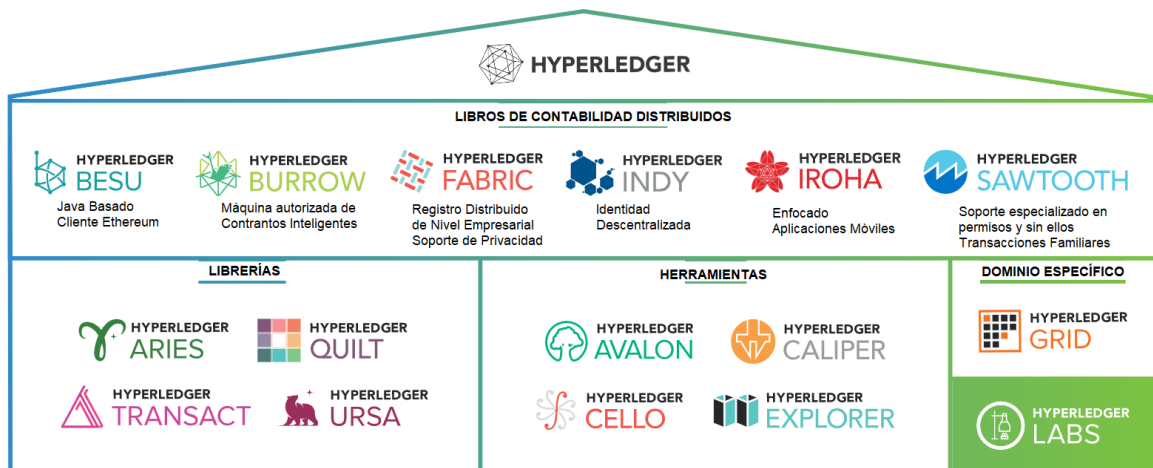 HYPERLEDGER
LIBROS DE CONTABILIDAD DISTRIBUIDOS
HYPERLEDGER
BESU
Java Basado
Cliente Ethereum
HYPERLEDGER
BURROW
Máquina autorizada de
Contrantos Inteligentes
HYPERLEDGER
FABRIC
Registro Distribuido
de Nivel Empresarial
Soporte de Privacidad
HYPERLEDGER
INDY
Identidad
Descentralizada
HYPERLEDGER
IROHA
Enfocado
Aplicaciones Mòviles
HYPERLEDGER
SAWTOOTH
Soporte especializado en
permisos y sin ellos
Transacciones Familiares
LIBRERÍAS
HYPERLEDGER
ARIES
HYPERLEDGER
QUILT
HYPERLEDGER
TRANSACT
HYPERLEDGER
URSA
HERRAMIENTAS
HYPERLEDGER
AVALON
HYPERLEDGER
CALIPER
HYPERLEDGER
CELLO
HYPERLEDGER
EXPLORER
DOMINIO ESPECÍFICO
HYPERLEDGER
GRID
HYPERLEDGER
LABS